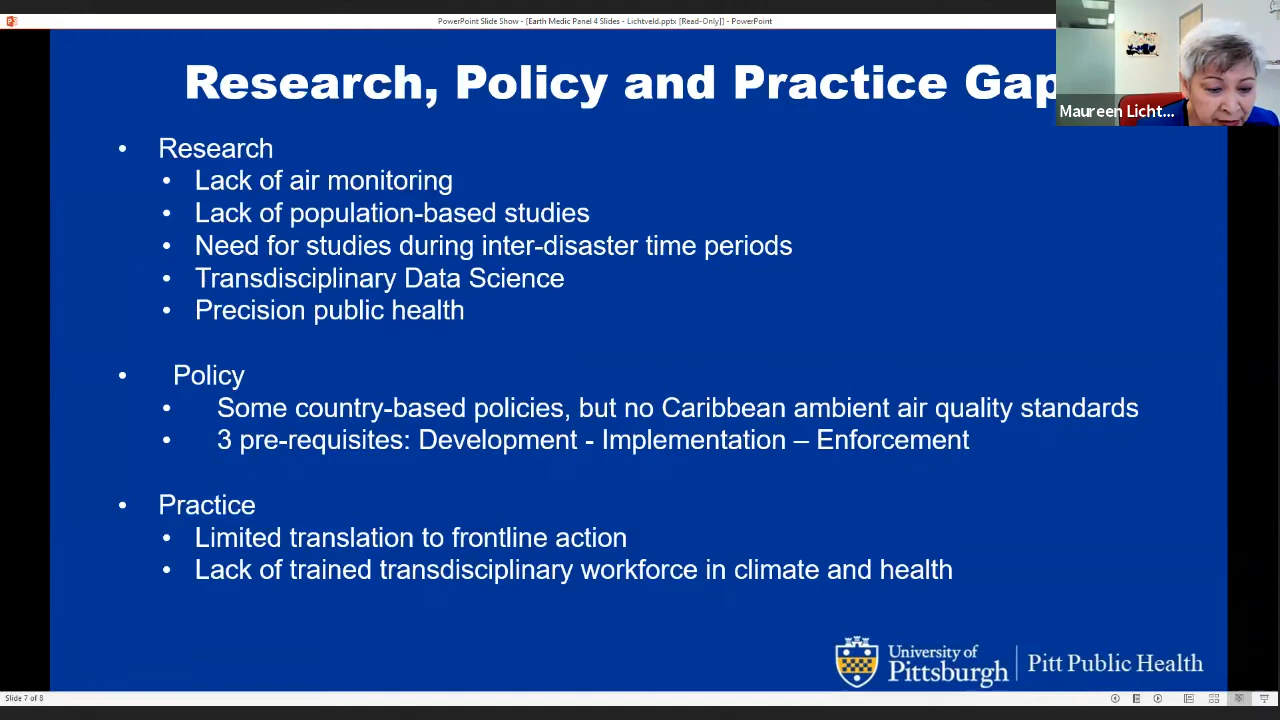 PowerPoint Slide Show - [Earth Medic Panel 4 Slides - Lichtveld.pptx [Read-Only]] - PowerPoint
Research, Policy and Practice Gap
Maureen Licht...
• Research
• Lack of air monitoring
• Lack of population-based studies
• Need for studies during inter-disaster time periods
• Transdisciplinary Data Science
• Precision public health
• Policy
• Some country-based policies, but no Caribbean ambient air quality standards
• 3 pre-requisites: Development - Implementation – Enforcement
• Practice
• Limited translation to frontline action
• Lack of trained transdisciplinary workforce in climate and health
University of
Pittsburgh
Pitt Public Health
Slide 7 of 8